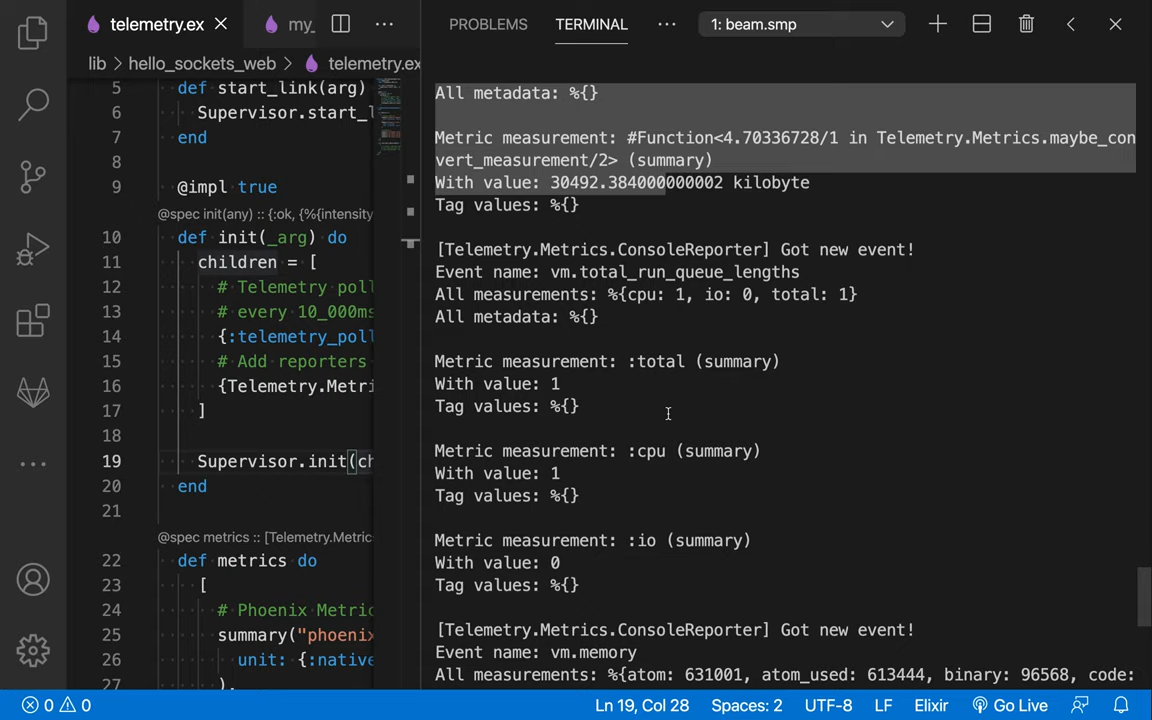 telemetry.ex
my_
PROBLEMS
TERMINAL
1: beam.smp
lib > hello_sockets_web > telemetry.ex
5 def start_link(arg)
6 Supervisor.start_l
7 end
8
9 @impl true
@spec init(any) :: {:ok, {%{intensity
10 def init(_arg) do
11 children = [
12 # Telemetry poll
13 # every 10_000ms
14 {:telemetry_poll
15 # Add reporters
16 {Telemetry.Metri
17 ]
18
19 Supervisor.init(ch
20 end
21
@spec metrics :: [Telemetry.Metric
22 def metrics do
23 [
24 # Phoenix Metric
25 summary("phoenix
26 unit: {:native
27 ),
All metadata: %{}
Metric measurement: #Function<4.70336728/1 in Telemetry.Metrics.maybe_con
vert_measurement/2> (summary)
With value: 30492.384000000002 kilobyte
Tag values: %{}
[Telemetry.Metrics.ConsoleReporter] Got new event!
Event name: vm.total_run_queue_lengths
All measurements: %{cpu: 1, io: 0, total: 1}
All metadata: %{}
Metric measurement: :total (summary)
With value: 1
Tag values: %{}
Metric measurement: :cpu (summary)
With value: 1
Tag values: %{}
Metric measurement: :io (summary)
With value: 0
Tag values: %{}
[Telemetry.Metrics.ConsoleReporter] Got new event!
Event name: vm.memory
All measurements: %{atom: 631001, atom_used: 613444, binary: 96568, code:
0 0
Ln 19, Col 28
Spaces: 2
UTF-8
LF
Elixir
Go Live